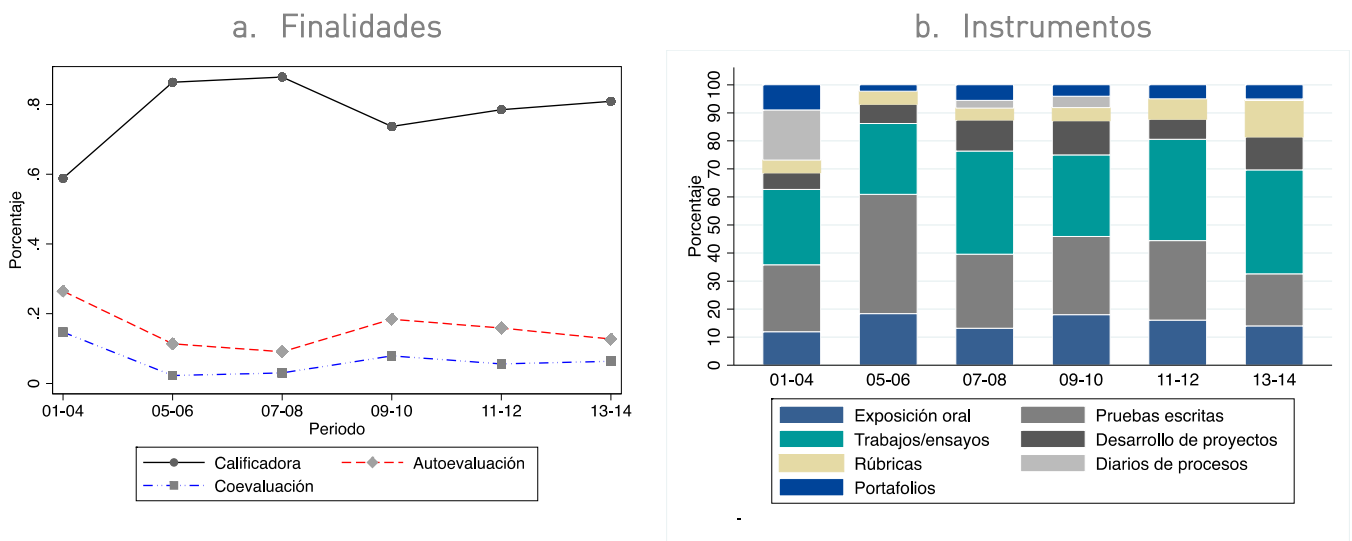 a. Finalidades
Porcentaje
.8
.6
.4
.2
0
01-04 05-06 07-08 09-10 11-12 13-14
Periodo
Calificadora Autoevaluación
Coevaluación
b. Instrumentos
Porcentaje
100
90
80
70
60
50
40
30
20
10
0
01-04 05-06 07-08 09-10 11-12 13-14
Exposición oral Pruebas escritas
Trabajos/ensayos Desarrollo de proyectos
Rúbricas Diarios de procesos
Portafolios